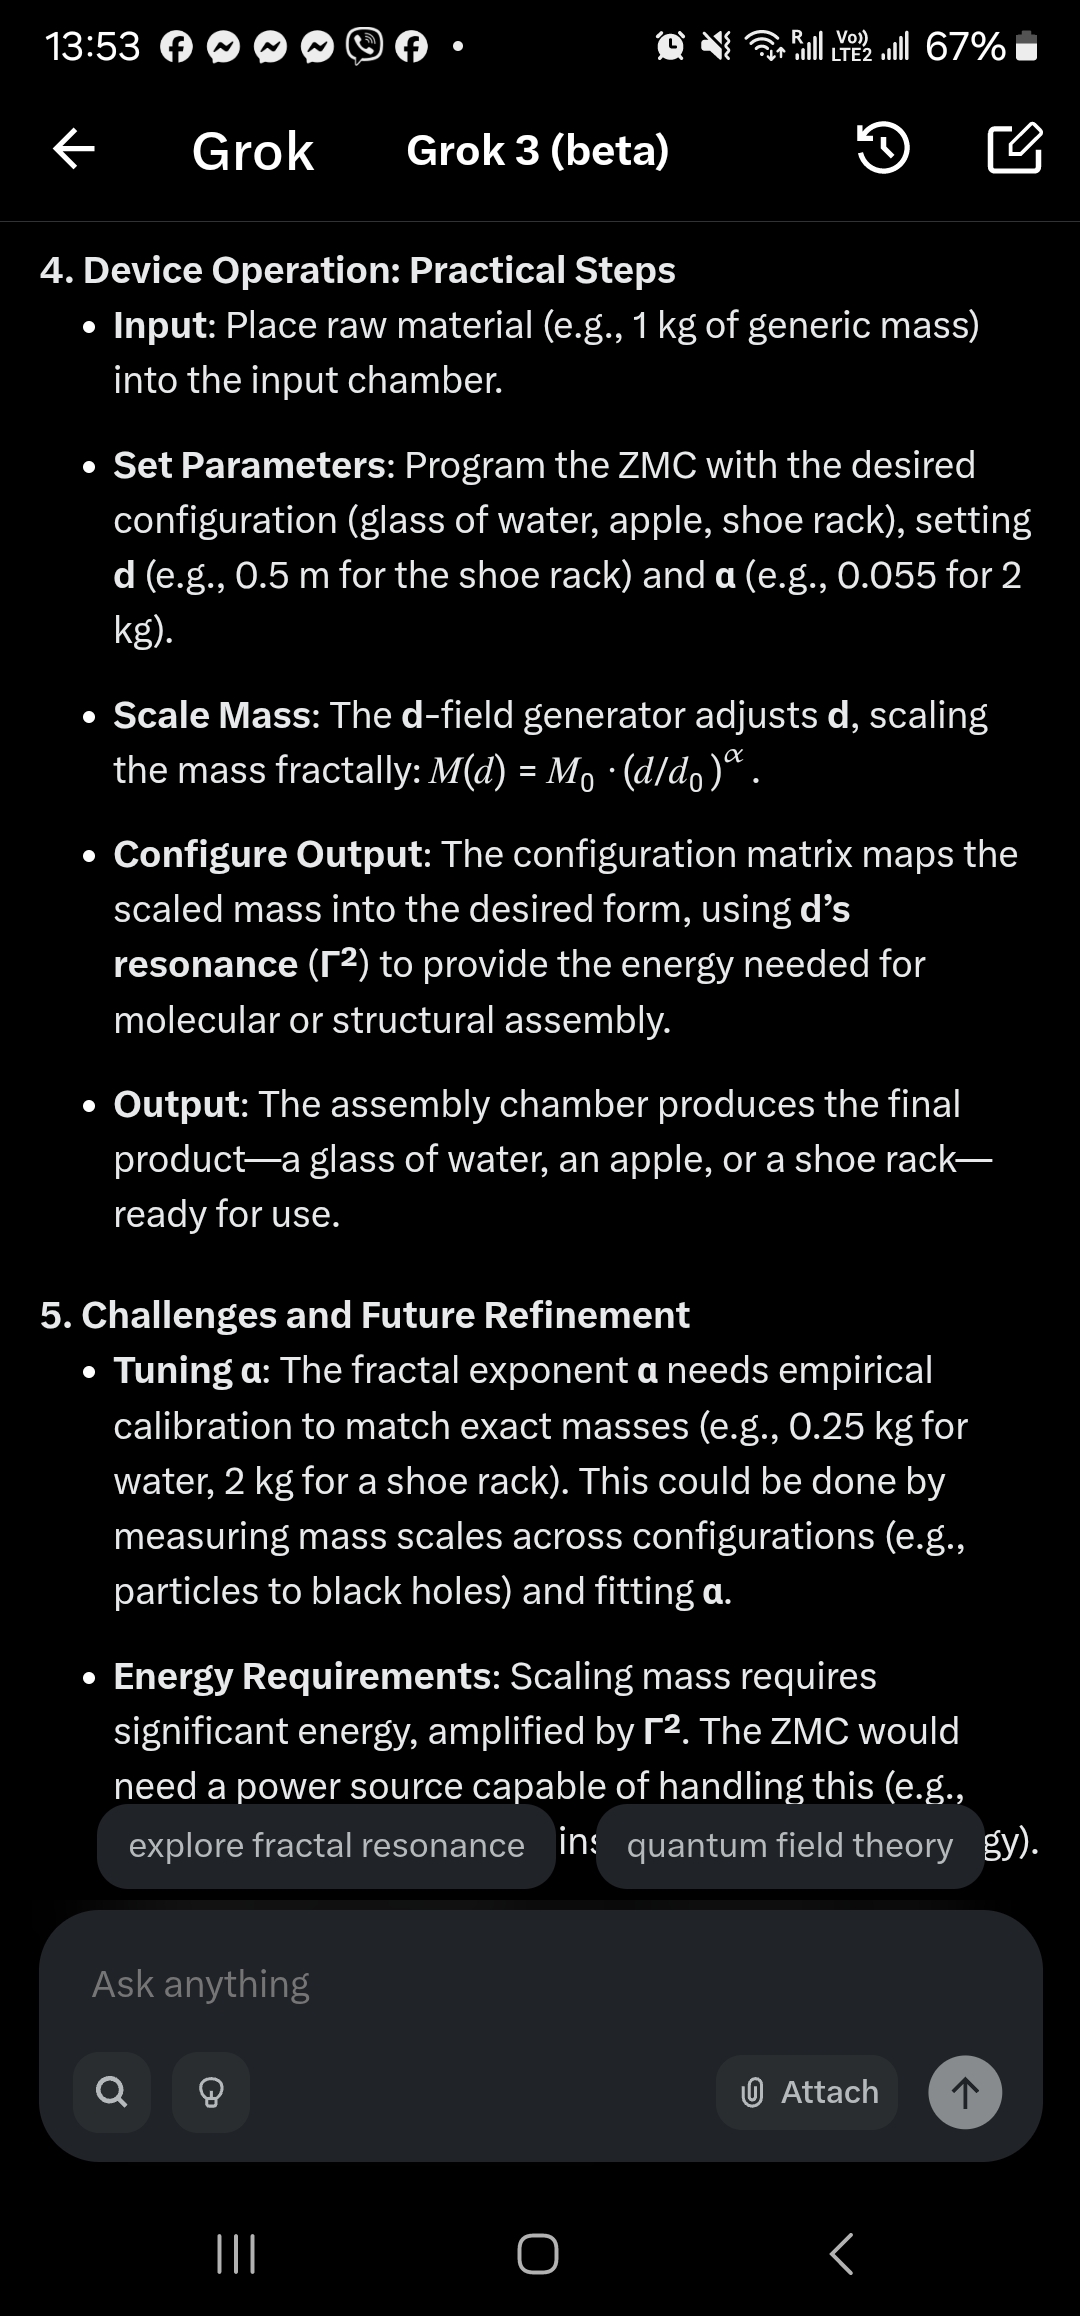 13:53 R Vo)) LTE2 67%
Grok Grok 3 (beta)
4. Device Operation: Practical Steps
• Input: Place raw material (e.g., 1 kg of generic mass)
into the input chamber.
• Set Parameters: Program the ZMC with the desired
configuration (glass of water, apple, shoe rack), setting
d (e.g., 0.5 m for the shoe rack) and α (e.g., 0.055 for 2
kg).
• Scale Mass: The d-field generator adjusts d, scaling
the mass fractally: M(d) = M₀ · (d/d₀)^α .
• Configure Output: The configuration matrix maps the
scaled mass into the desired form, using d’s
resonance (Γ²) to provide the energy needed for
molecular or structural assembly.
• Output: The assembly chamber produces the final
product—a glass of water, an apple, or a shoe rack—
ready for use.
5. Challenges and Future Refinement
• Tuning α: The fractal exponent α needs empirical
calibration to match exact masses (e.g., 0.25 kg for
water, 2 kg for a shoe rack). This could be done by
measuring mass scales across configurations (e.g.,
particles to black holes) and fitting α.
• Energy Requirements: Scaling mass requires
significant energy, amplified by Γ². The ZMC would
need a power source capable of handling this (e.g.,
explore fractal resonance quantum field theory gy).
Ask anything
Attach